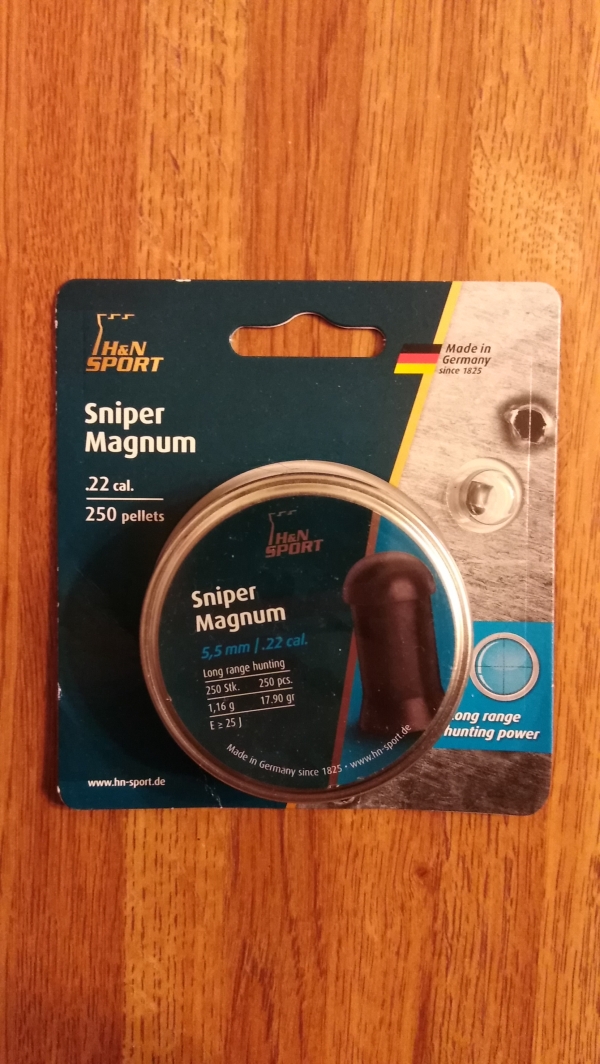 H&N
SPORT
Made in
Germany
since 1825
Sniper
Magnum
.22 cal.
250 pellets
H&N
SPORT
Sniper
Magnum
5,5 mm | .22 cal.
Long range hunting
250 Stk. 250 pcs.
1,16 g 17.90 gr
E ≥ 25 J
Made in Germany since 1825 • www.hn-sport.de
Long range
hunting power
www.hn-sport.de